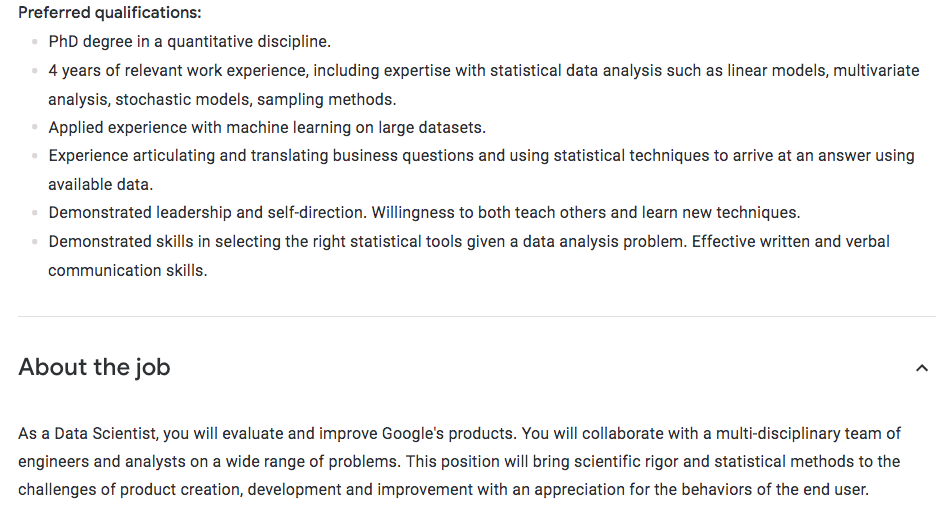 Preferred qualifications:
PhD degree in a quantitative discipline.
4 years of relevant work experience, including expertise with statistical data analysis such as linear models, multivariate
analysis, stochastic models, sampling methods.
Applied experience with machine learning on large datasets.
Experience articulating and translating business questions and using statistical techniques to arrive at an answer using
available data.
Demonstrated leadership and self-direction. Willingness to both teach others and learn new techniques.
Demonstrated skills in selecting the right statistical tools given a data analysis problem. Effective written and verbal
communication skills.
About the job
As a Data Scientist, you will evaluate and improve Google's products. You will collaborate with a multi-disciplinary team of
engineers and analysts on a wide range of problems. This position will bring scientific rigor and statistical methods to the
challenges of product creation, development and improvement with an appreciation for the behaviors of the end user.